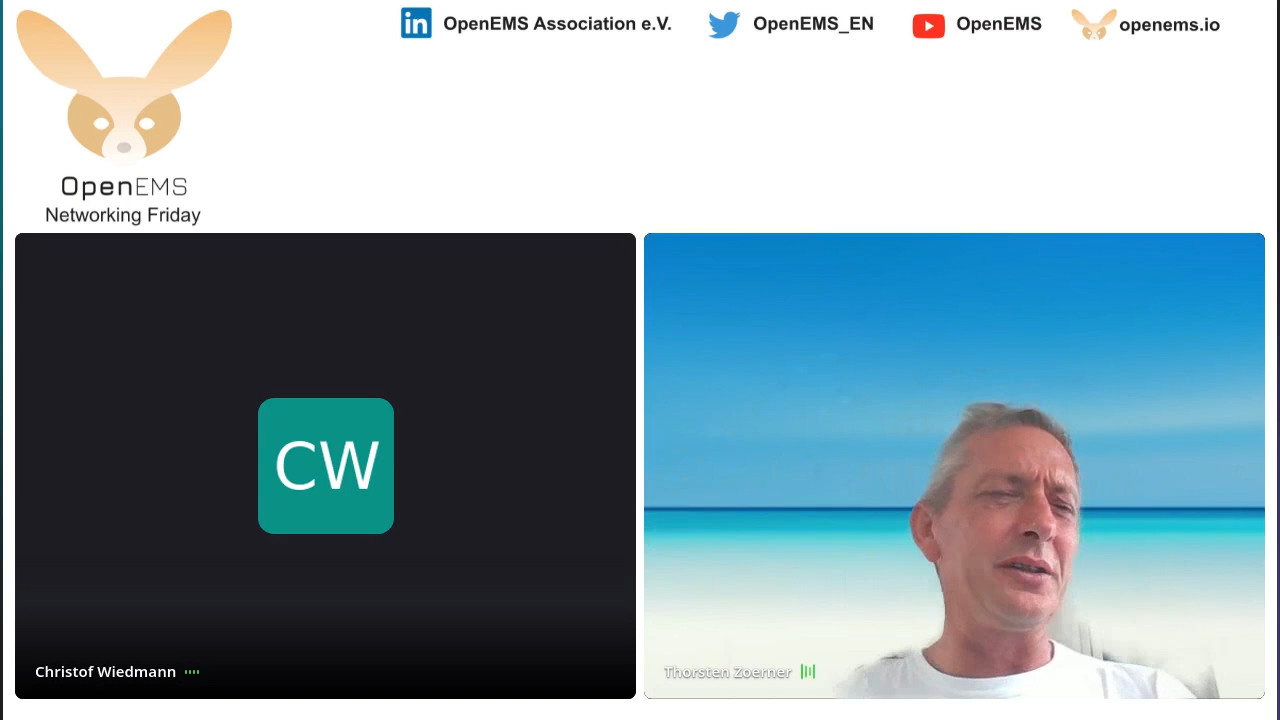 OpenEMS Association e.V.
OpenEMS_EN
OpenEMS
openems.io
OpenEMS
Networking Friday
CW
Christof Wiedmann
Thorsten Zoerner